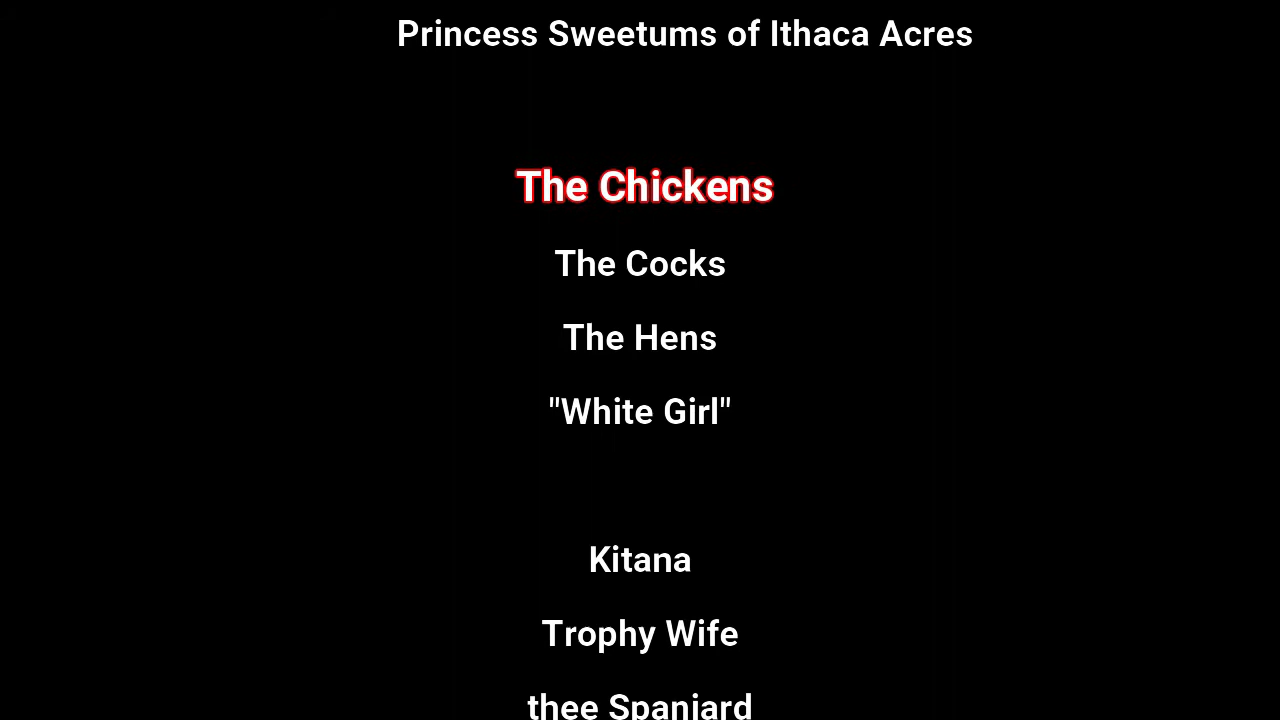 Princess Sweetums of Ithaca Acres
The Chickens
The Cocks
The Hens
"White Girl"
Kitana
Trophy Wife
thee Spaniard